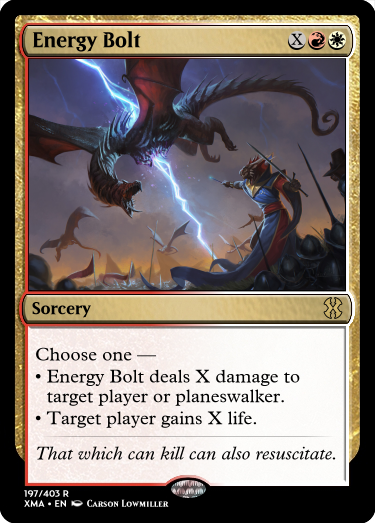 Energy Bolt X
Sorcery
Choose one —
• Energy Bolt deals X damage to
target player or planeswalker.
• Target player gains X life.
That which can kill can also resuscitate.
197/403 R
XMA • EN Carson Lowmiller